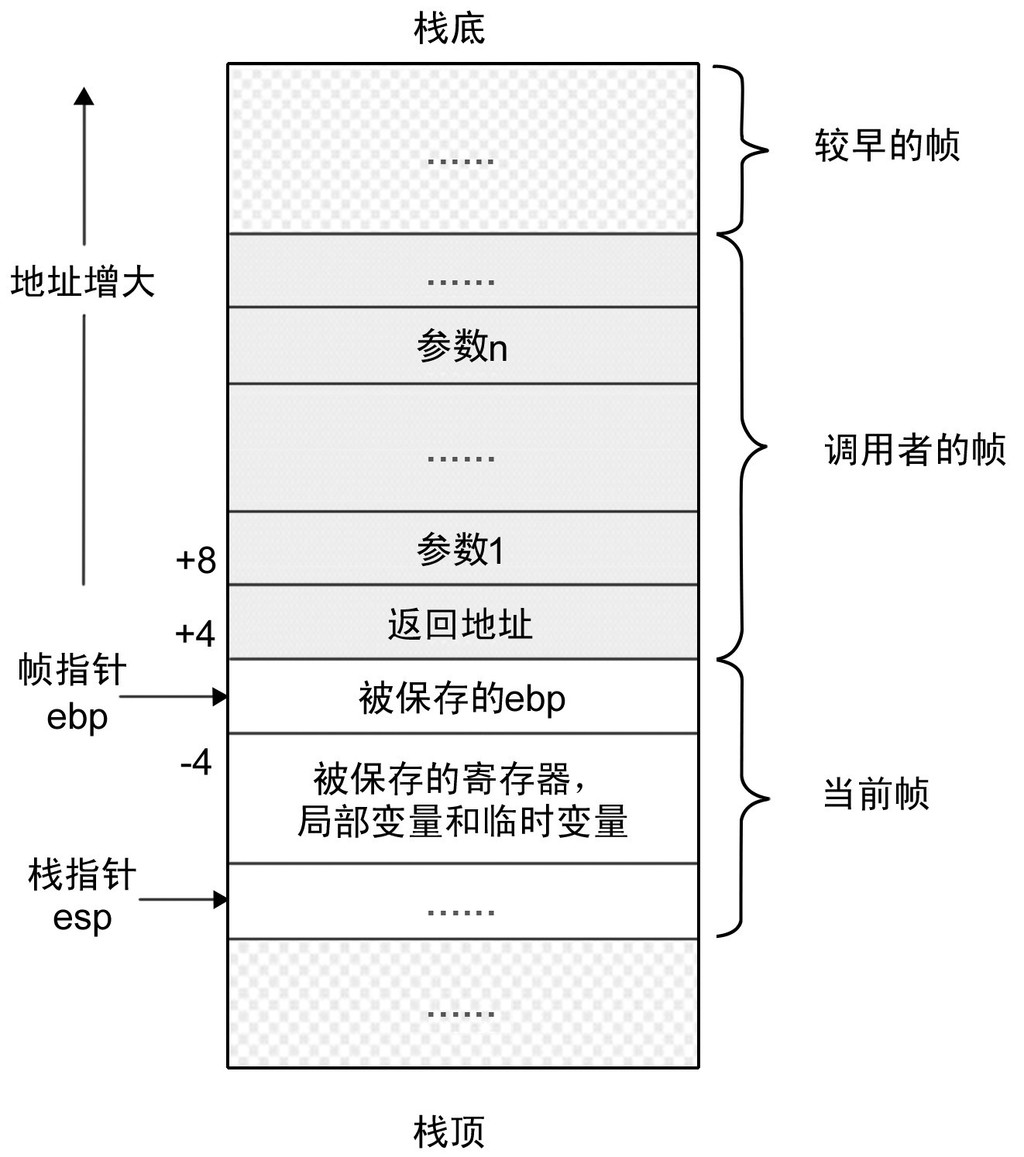 栈底
……
较早的帧
地址增大
……
参数n
……
调用者的帧
+8
参数1
+4
返回地址
帧指针
ebp
被保存的ebp
-4
被保存的寄存器，
局部变量和临时变量
当前帧
栈指针
esp
……
……
栈顶